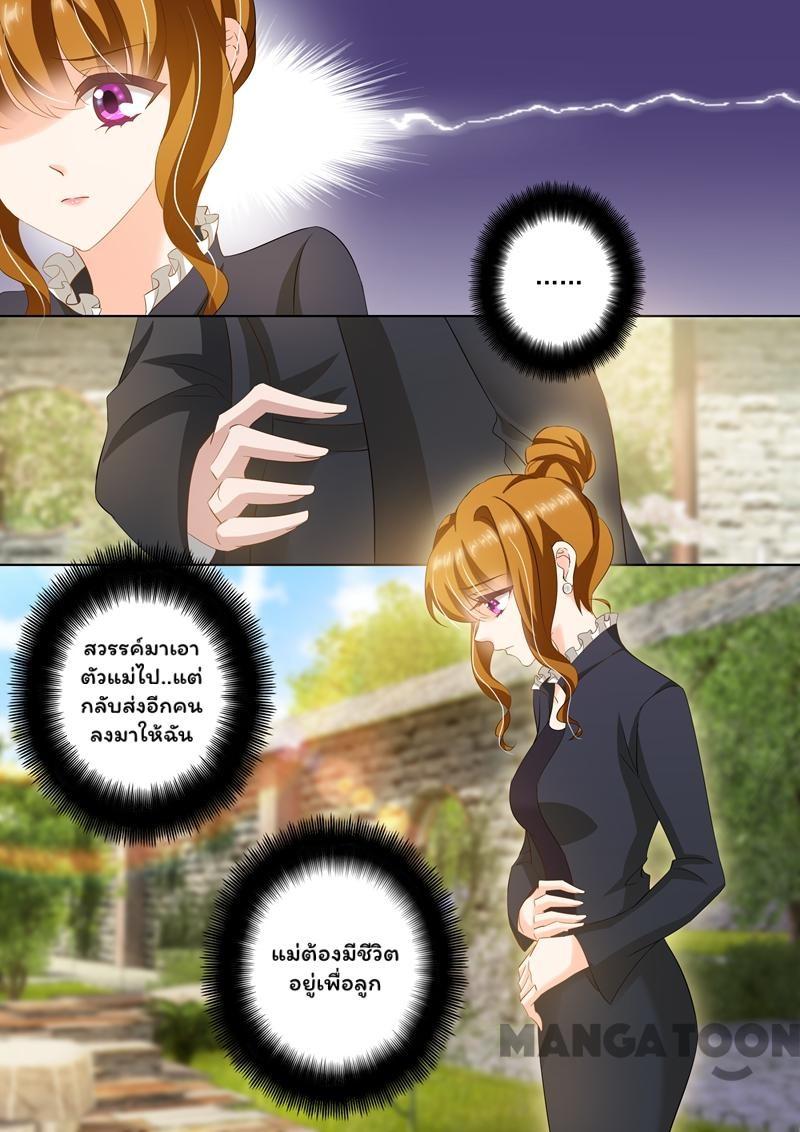 ......
สวรรค์มาเอา
ตัวแม่ไป..แต่
กลับส่งอีกคน
ลงมาให้ฉัน
แม่ต้องมีชีวิต
อยู่เพื่อลูก
MANGATOON